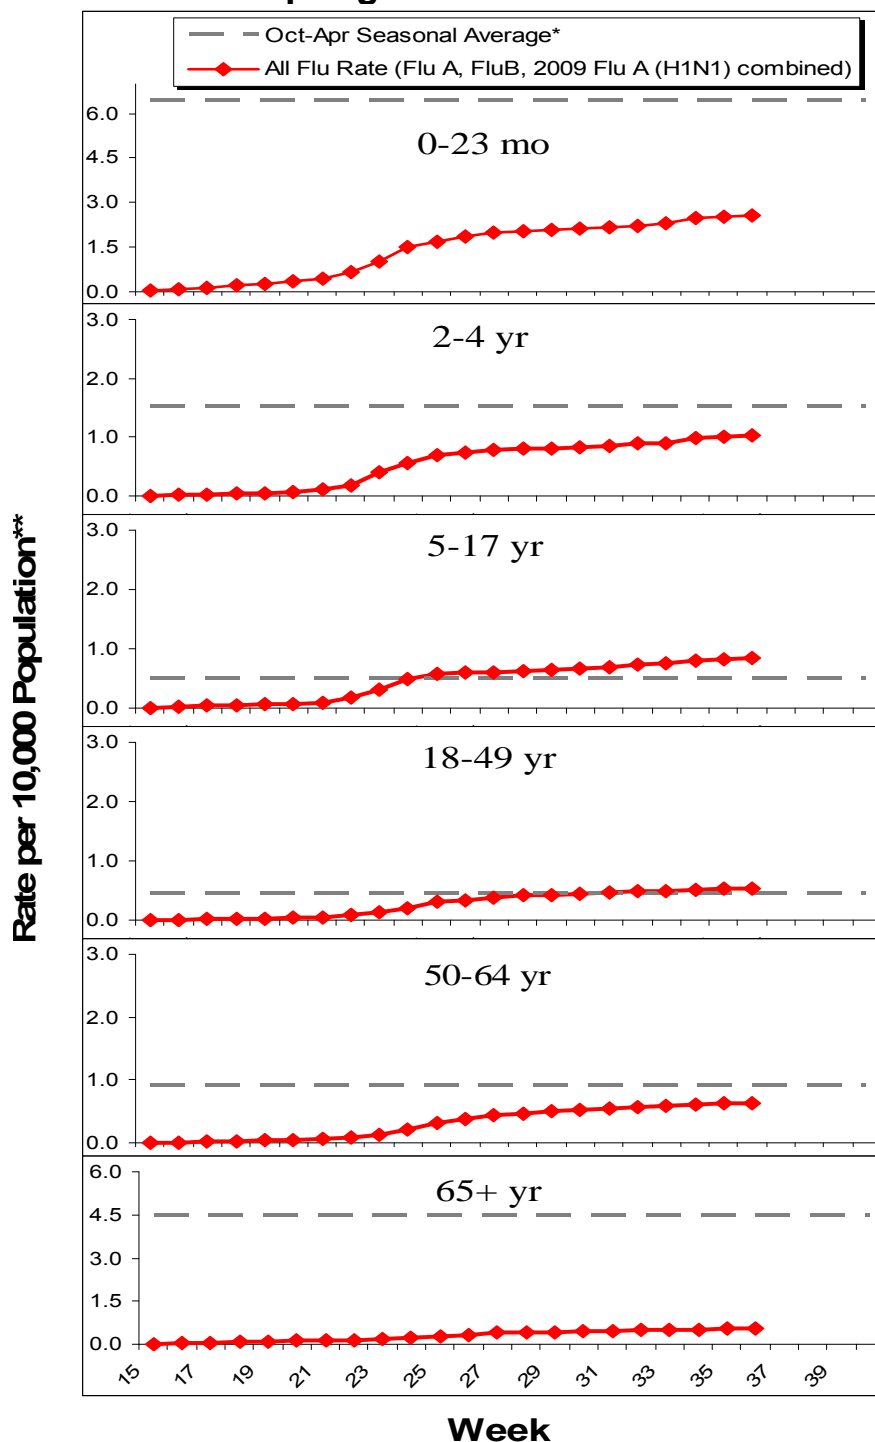 Oct-Apr Seasonal Average*
All Flu Rate (Flu A, FluB, 2009 Flu A (H1N1) combined)
Rate per 10,000 Population**
0-23 mo
6.0
4.5
3.0
1.5
0.0
2-4 yr
3.0
2.0
1.0
0.0
5-17 yr
3.0
2.0
1.0
0.0
18-49 yr
3.0
2.0
1.0
0.0
50-64 yr
3.0
2.0
1.0
0.0
65+ yr
6.0
4.5
3.0
1.5
0.0
15 17 19 21 23 25 27 29 31 33 35 37 39
Week